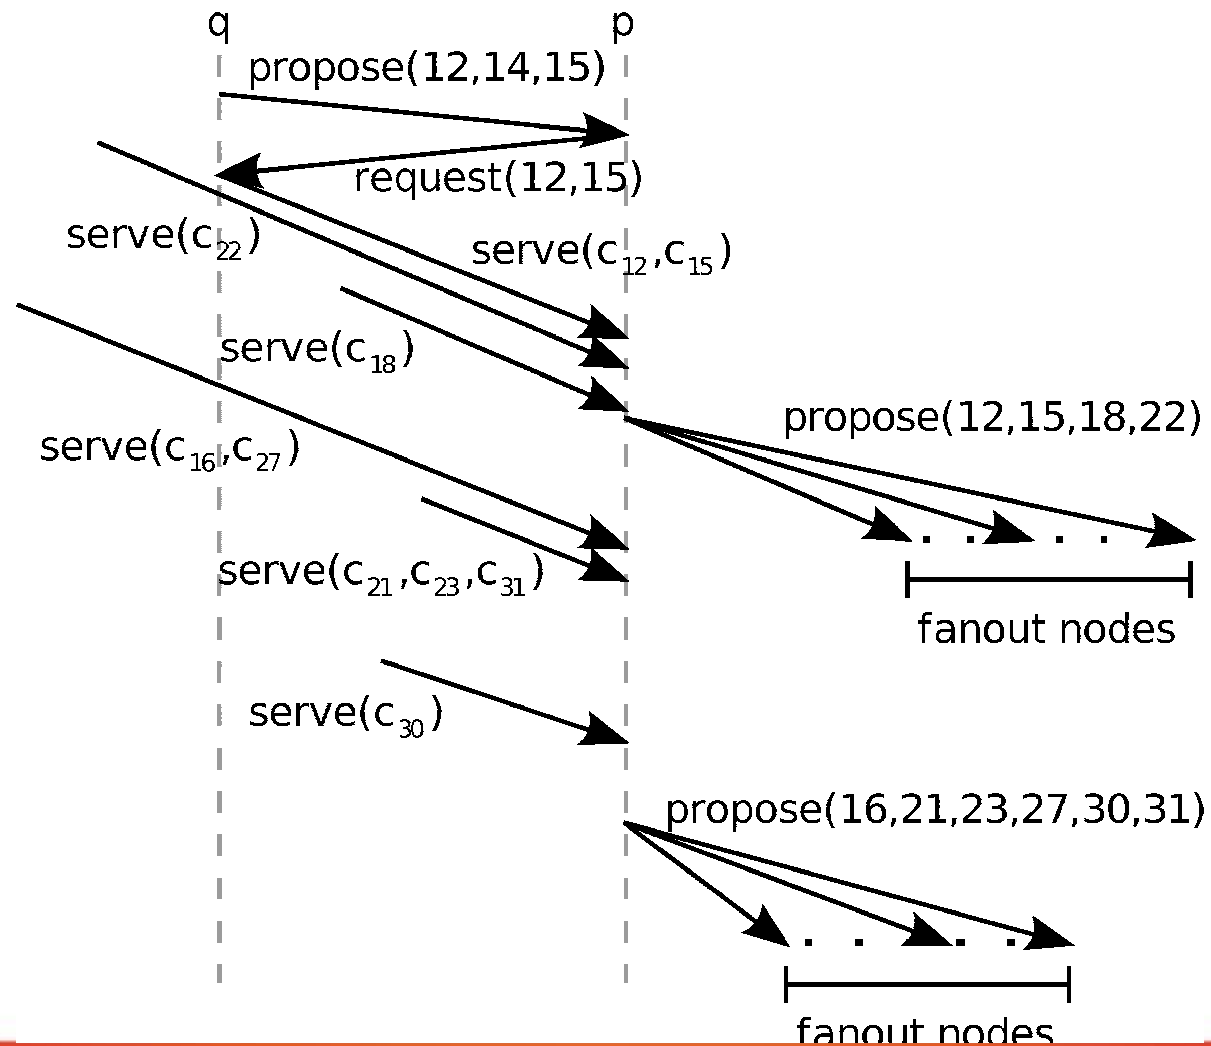 q p
propose(12,14,15)
request(12,15)
serve(c22)
serve(c12,c15)
serve(c18)
propose(12,15,18,22)
serve(c16,c27)
serve(c21,c23,c31)
fanout nodes
serve(c30)
propose(16,21,23,27,30,31)
fanout nodes